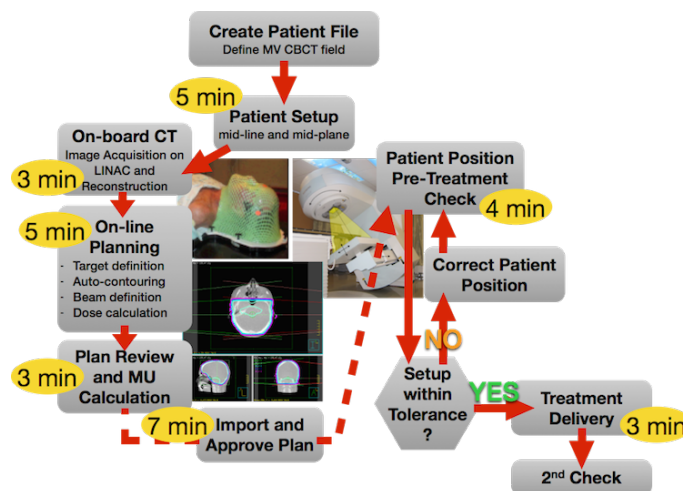 Create Patient File
Define MV CBCT field
5 min
Patient Setup
mid-line and mid-plane
On-board CT
Image Acquisition on
LINAC and
Reconstruction
3 min
5 min
On-line
Planning
- Target definition
- Auto-contouring
- Beam definition
- Dose calculation
Plan Review
and MU
Calculation
3 min
7 min
Import and
Approve Plan
Patient Position
Pre-Treatment
Check
4 min
Correct Patient
Position
NO
Setup
within
Tolerance
?
YES
Treatment
Delivery
3 min
2nd Check